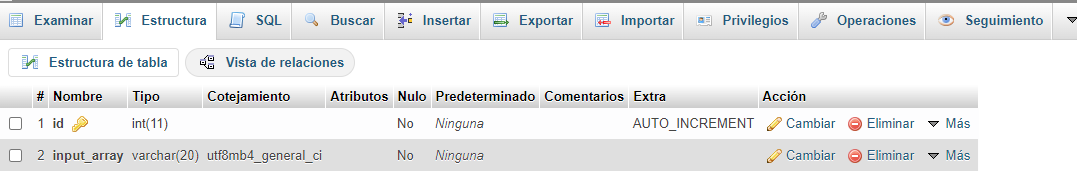 Examinar Estructura SQL Buscar Insertar Exportar Importar Privilegios Operaciones Seguimiento
Estructura de tabla Vista de relaciones
# Nombre Tipo Cotejamiento Atributos Nulo Predeterminado Comentarios Extra Acción
1 id int(11) No Ninguna AUTO_INCREMENT Cambiar Eliminar Más
2 input_array varchar(20) utf8mb4_general_ci No Ninguna Cambiar Eliminar Más